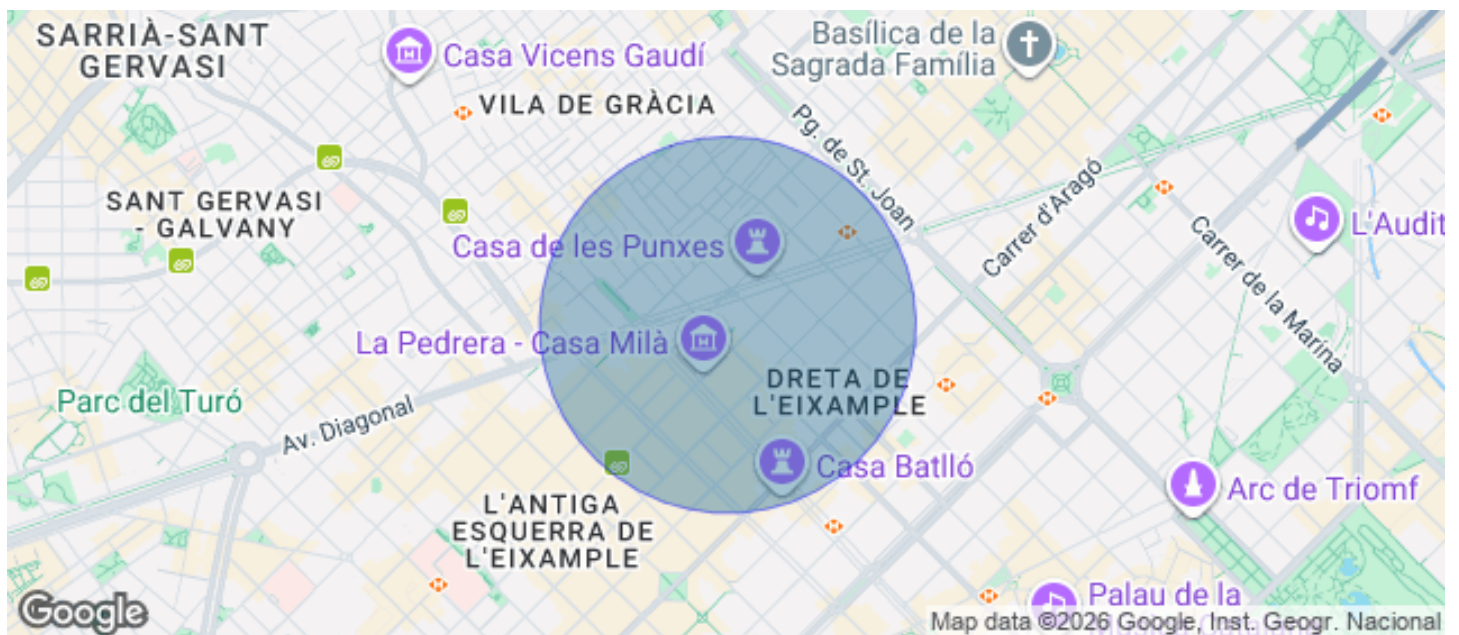 SARRIÀ-SANT
GERVASI
Casa Vicens Gaudí
Basílica de la
Sagrada Família
VILA DE GRÀCIA
Pg. de St. Joan
Carrer d'Aragó
SANT GERVASI
- GALVANY
L'Audit
Casa de les Punxes
Carrer de la Marina
La Pedrera - Casa Milà
DRETA DE
L'EIXAMPLE
Parc del Turó
Av. Diagonal
Casa Batlló
Arc de Triomf
L'ANTIGA
ESQUERRA DE
L'EIXAMPLE
Palau de la
Google
Map data ©2026 Google, Inst. Geogr. Nacional